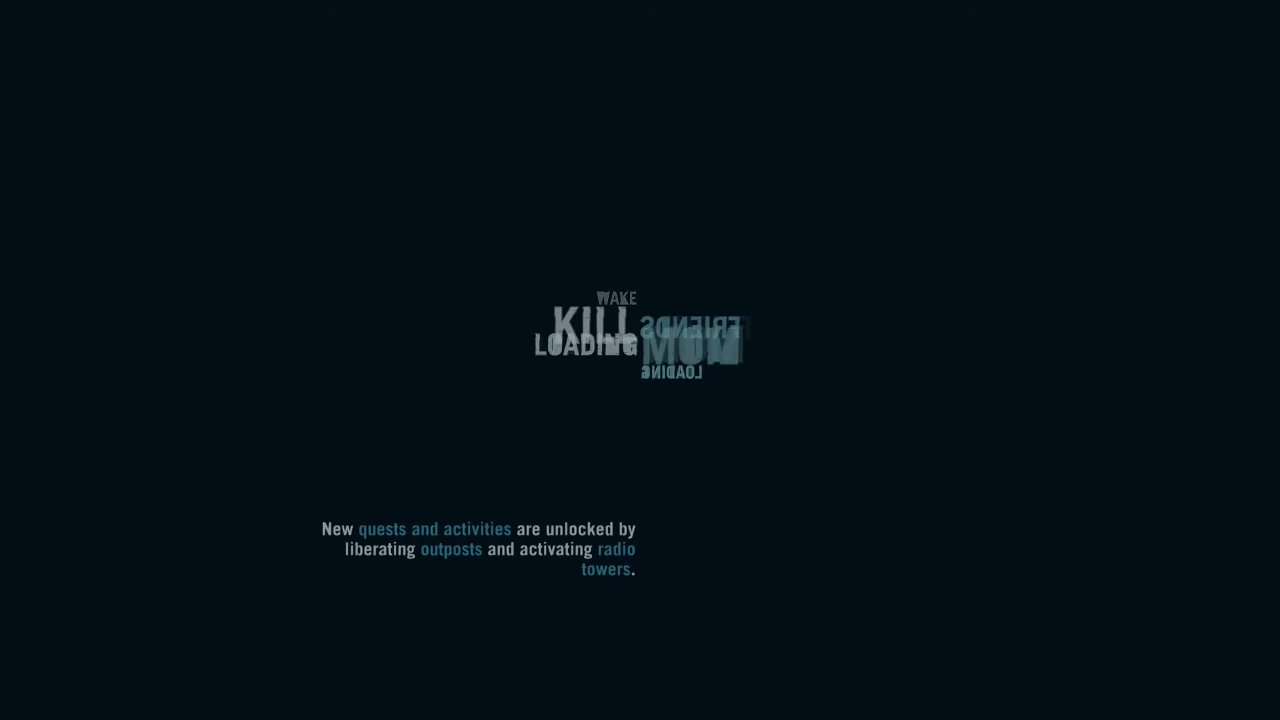 WAKE
KILL
FRIENDS
LOADING
MOM
LOADING
New quests and activities are unlocked by
liberating outposts and activating radio
towers.